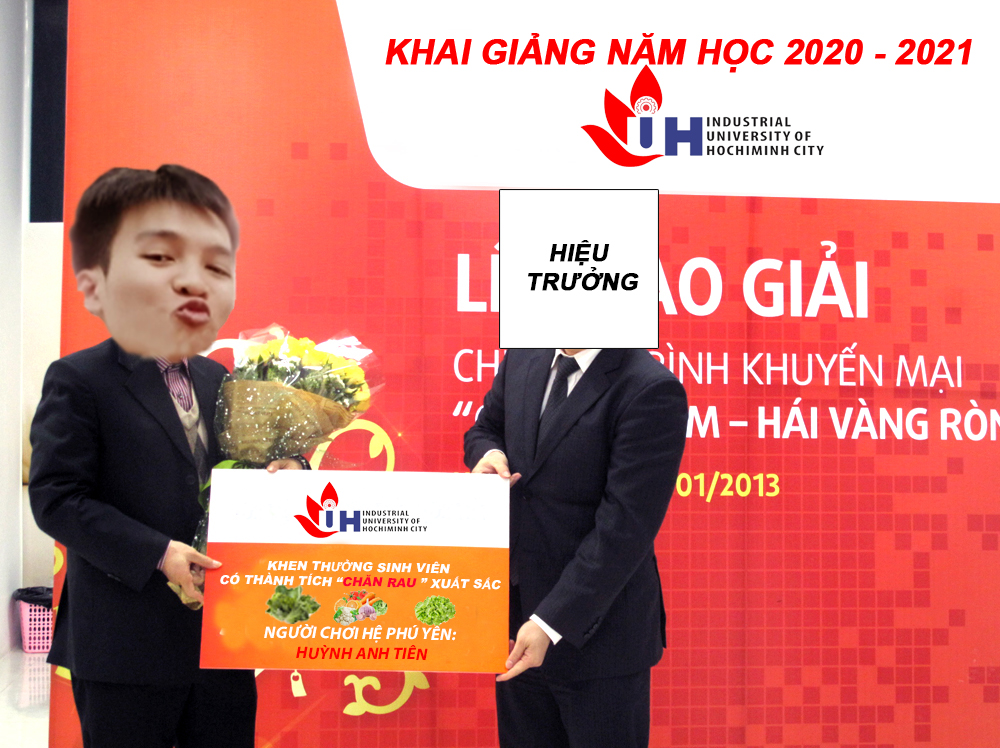 KHAI GIẢNG NĂM HỌC 2020 - 2021
UH
INDUSTRIAL
UNIVERSITY OF
HOCHIMINH CITY
HIỆU
TRƯỞNG
AO GIẢI
ÌNH KHUYẾN MẠI
M – HÁI VÀNG RÒN
01/2013
UH
INDUSTRIAL
UNIVERSITY OF
HOCHIMINH CITY
KHEN THƯỞNG SINH VIÊN
CÓ THÀNH TÍCH “CHĂN RAU ” XUẤT SẮC
NGƯỜI CHƠI HỆ PHÚ YÊN:
HUỲNH ANH TIÊN